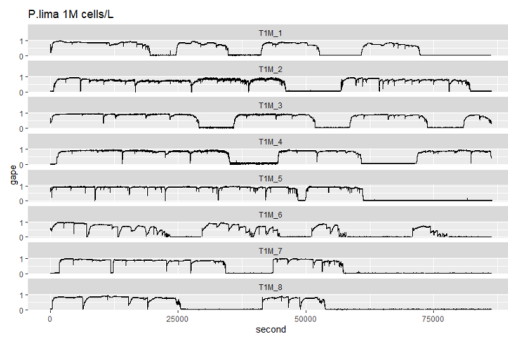 P.lima 1M cells/L
T1M_1
1
0
T1M_2
1
0
T1M_3
1
0
T1M_4
1
0
T1M_5
1
0
T1M_6
1
0
T1M_7
1
0
T1M_8
1
0
gape
0 25000 50000 75000
second